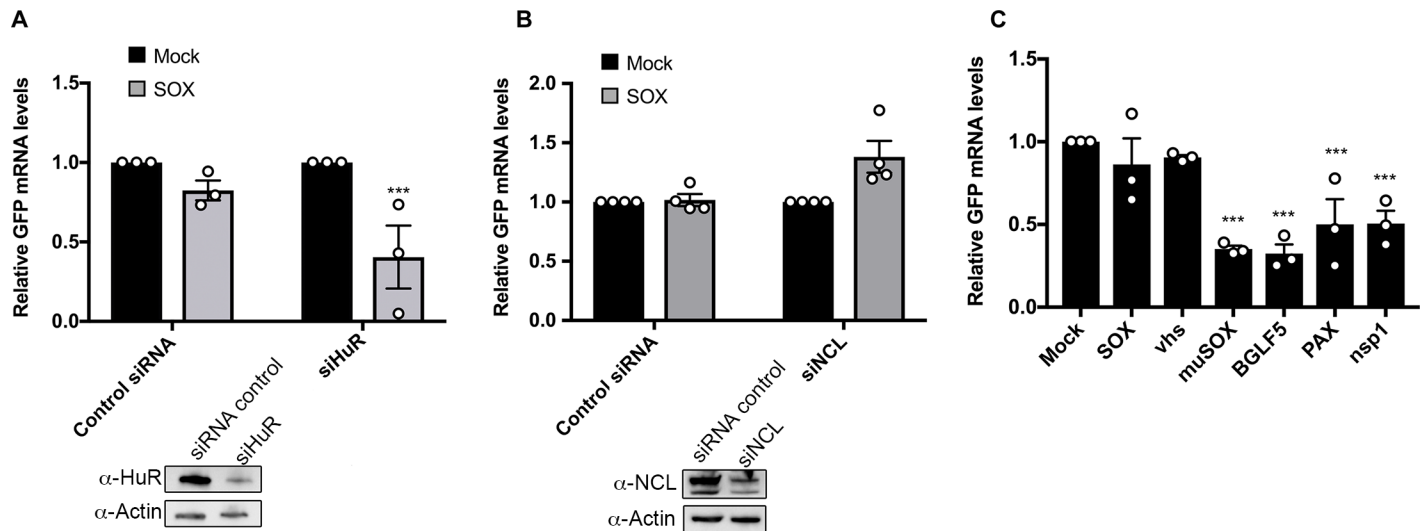 A
Mock
SOX
Relative GFP mRNA levels
1.5
1.0
0.5
0.0
***
Control siRNA
siHuR
siRNA control
siHuR
α-HuR
α-Actin
B
Mock
SOX
Relative GFP mRNA levels
2.0
1.5
1.0
0.5
0.0
Control siRNA
siNCL
siRNA control
siNCL
α-NCL
α-Actin
C
Relative GFP mRNA levels
1.5
1.0
0.5
0.0
***
***
***
***
Mock
SOX
vhs
muSOX
BGLF5
PAX
nsp1